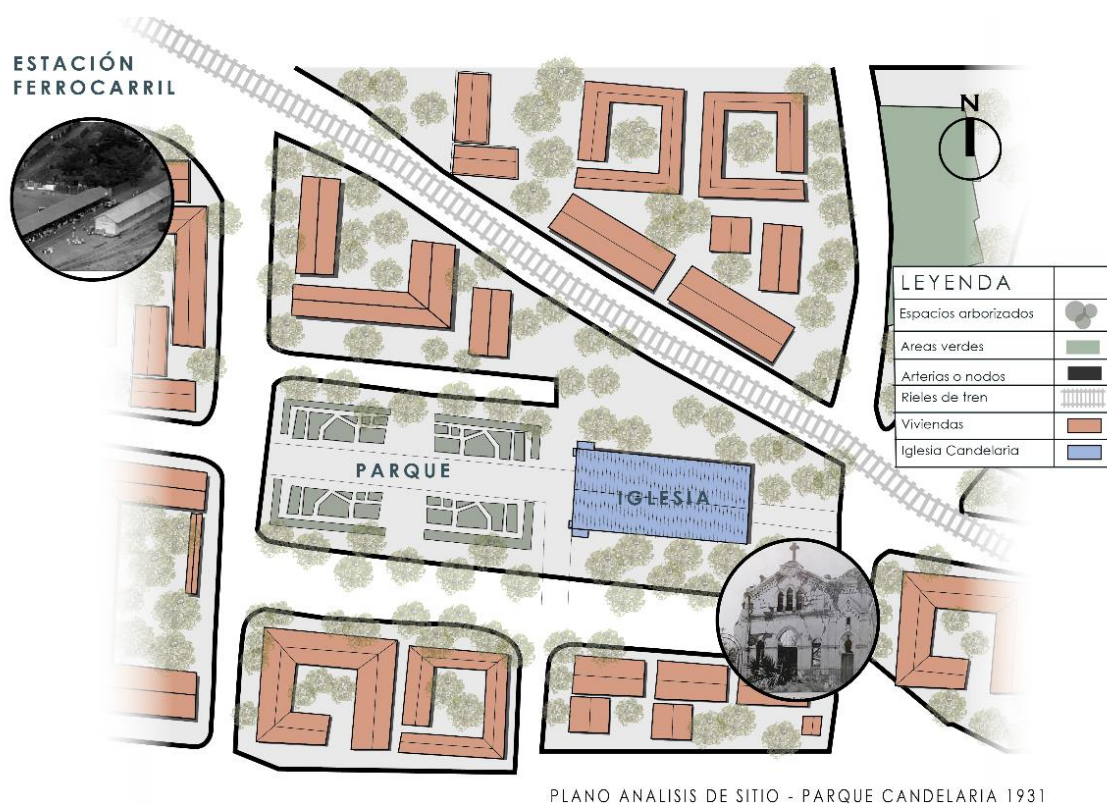 ESTACIÓN
FERROCARRIL
N
LEYENDA
Espacios arborizados
Areas verdes
Arterias o nodos
Rieles de tren
Viviendas
Iglesia Candelaria
PARQUE
IGLESIA
PLANO ANALISIS DE SITIO - PARQUE CANDELARIA 1931